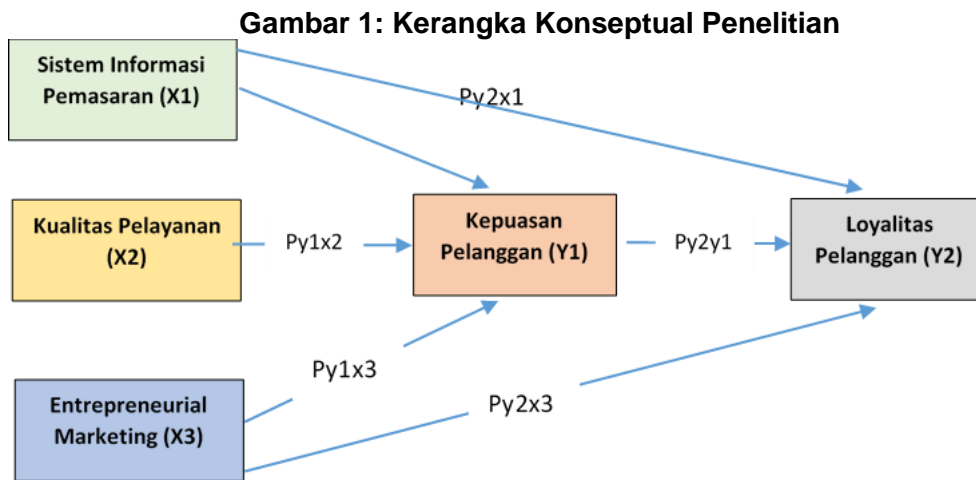 Gambar 1: Kerangka Konseptual Penelitian
Sistem Informasi
Pemasaran (X1)
Py2x1
Kualitas Pelayanan
(X2)
Py1x2
Kepuasan
Pelanggan (Y1)
Py2y1
Loyalitas
Pelanggan (Y2)
Py1x3
Entrepreneurial
Marketing (X3)
Py2x3